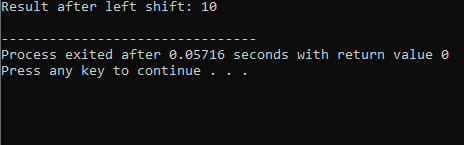 Result after left shift: 10
--------------------------------
Process exited after 0.05716 seconds with return value 0
Press any key to continue . . .